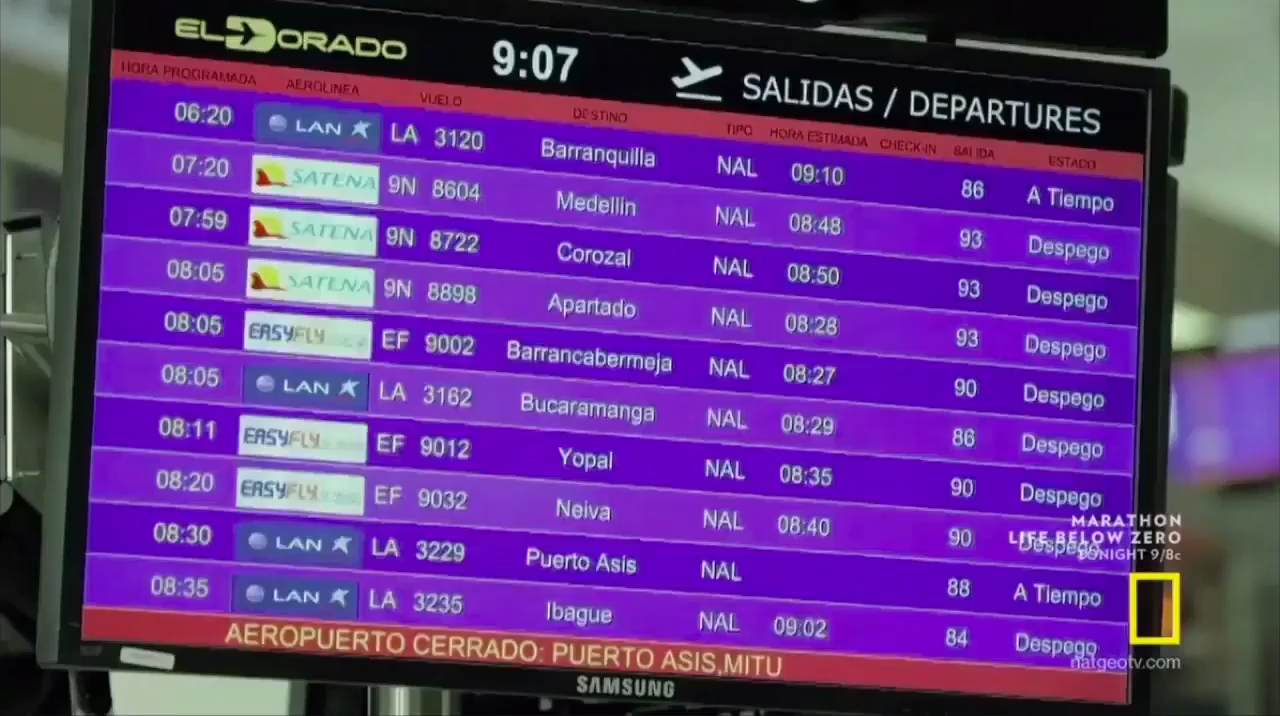 EL DORADO 9:07 SALIDAS / DEPARTURES
HORA PROGRAMADA AEROLINEA VUELO DESTINO TIPO HORA ESTIMADA CHECK-IN SALIDA ESTADO
06:20 LAN LA 3120 Barranquilla NAL 09:10 86 A Tiempo
07:20 SATENA 9N 8604 Medellin NAL 08:48 93 Despego
07:59 SATENA 9N 8722 Corozal NAL 08:50 93 Despego
08:05 SATENA 9N 8898 Apartado NAL 08:28 93 Despego
08:05 EASYFLY EF 9002 Barrancabermeja NAL 08:27 90 Despego
08:05 LAN LA 3162 Bucaramanga NAL 08:29 86 Despego
08:11 EASYFLY EF 9012 Yopal NAL 08:35 90 Despego
08:20 EASYFLY EF 9032 Neiva NAL 08:40 90 Despego
08:30 LAN LA 3229 Puerto Asis NAL 88 A Tiempo
08:35 LAN LA 3235 Ibague NAL 09:02 84 Despego
AEROPUERTO CERRADO: PUERTO ASIS,MITU
SAMSUNG
MARATHON
LIFE BELOW ZERO
TONIGHT 9/8c
natgeotv.com